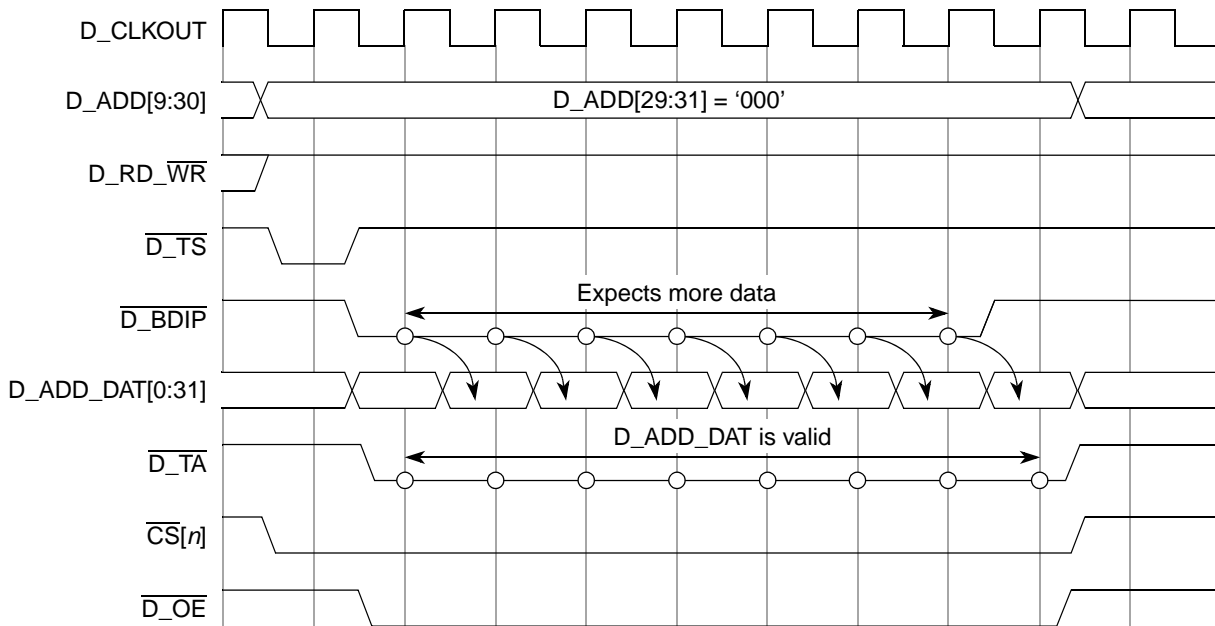 D_CLKOUT
D_ADD[9:30]
D_ADD[29:31] = ‘000’
D_RD_WR
D_TS
Expects more data
D_BDIP
D_ADD_DAT[0:31]
D_ADD_DAT is valid
D_TA
CS[n]
D_OE